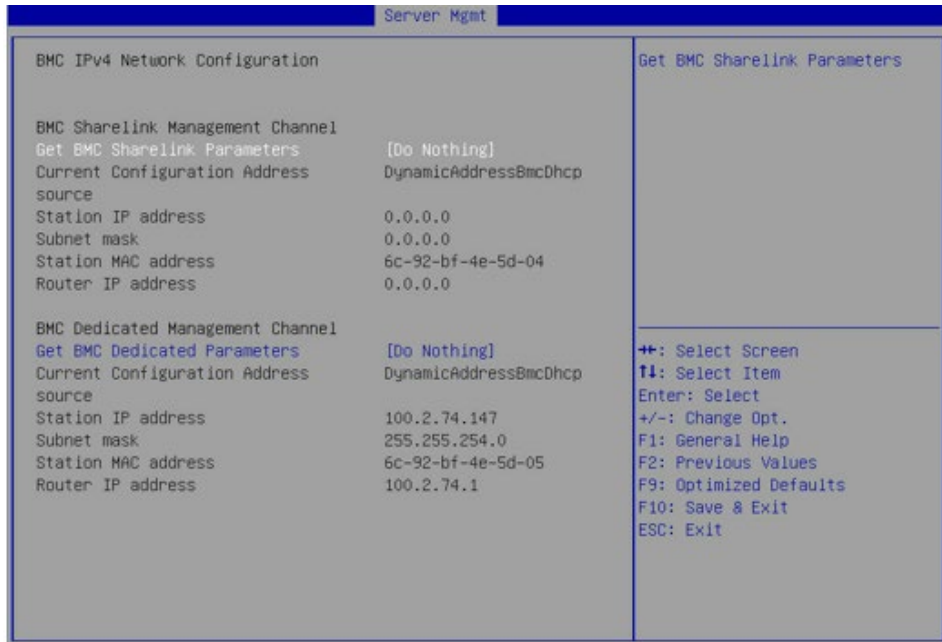 Server Mgmt
BMC IPv4 Network Configuration
BMC Sharelink Management Channel
Get BMC Sharelink Parameters [Do Nothing]
Current Configuration Address DynamicAddressBmcDhcp
source
Station IP address 0.0.0.0
Subnet mask 0.0.0.0
Station MAC address 6c-92-bf-4e-5d-04
Router IP address 0.0.0.0
BMC Dedicated Management Channel
Get BMC Dedicated Parameters [Do Nothing]
Current Configuration Address DynamicAddressBmcDhcp
source
Station IP address 100.2.74.147
Subnet mask 255.255.254.0
Station MAC address 6c-92-bf-4e-5d-05
Router IP address 100.2.74.1
Get BMC Sharelink Parameters
→←: Select Screen
↑↓: Select Item
Enter: Select
+/-: Change Opt.
F1: General Help
F2: Previous Values
F9: Optimized Defaults
F10: Save & Exit
ESC: Exit